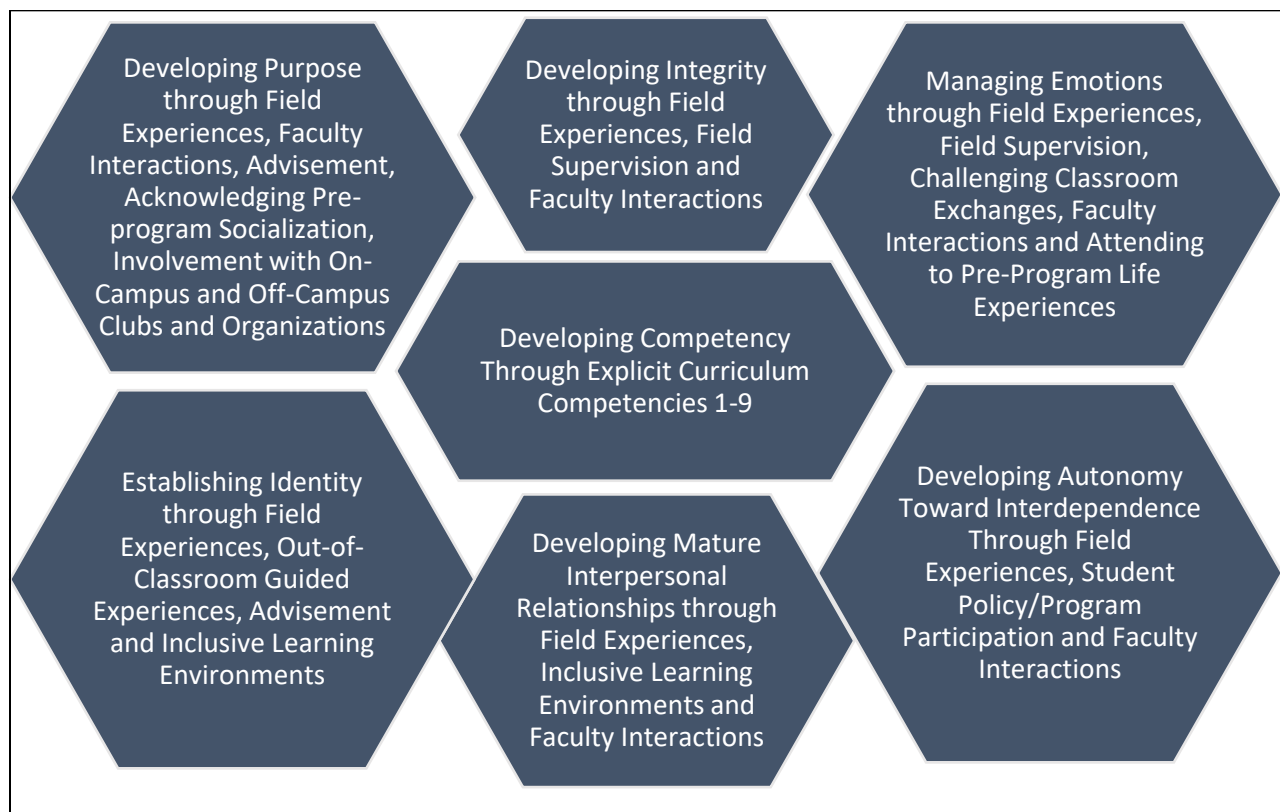 Developing Purpose
through Field
Experiences, Faculty
Interactions, Advisement,
Acknowledging Pre-
program Socialization,
Involvement with On-
Campus and Off-Campus
Clubs and Organizations
Developing Integrity
through Field
Experiences, Field
Supervision and
Faculty Interactions
Managing Emotions
through Field Experiences,
Field Supervision,
Challenging Classroom
Exchanges, Faculty
Interactions and Attending
to Pre-Program Life
Experiences
Developing Competency
Through Explicit Curriculum
Competencies 1-9
Establishing Identity
through Field
Experiences, Out-of-
Classroom Guided
Experiences, Advisement
and Inclusive Learning
Environments
Developing Mature
Interpersonal
Relationships through
Field Experiences,
Inclusive Learning
Environments and
Faculty Interactions
Developing Autonomy
Toward Interdependence
Through Field
Experiences, Student
Policy/Program
Participation and Faculty
Interactions